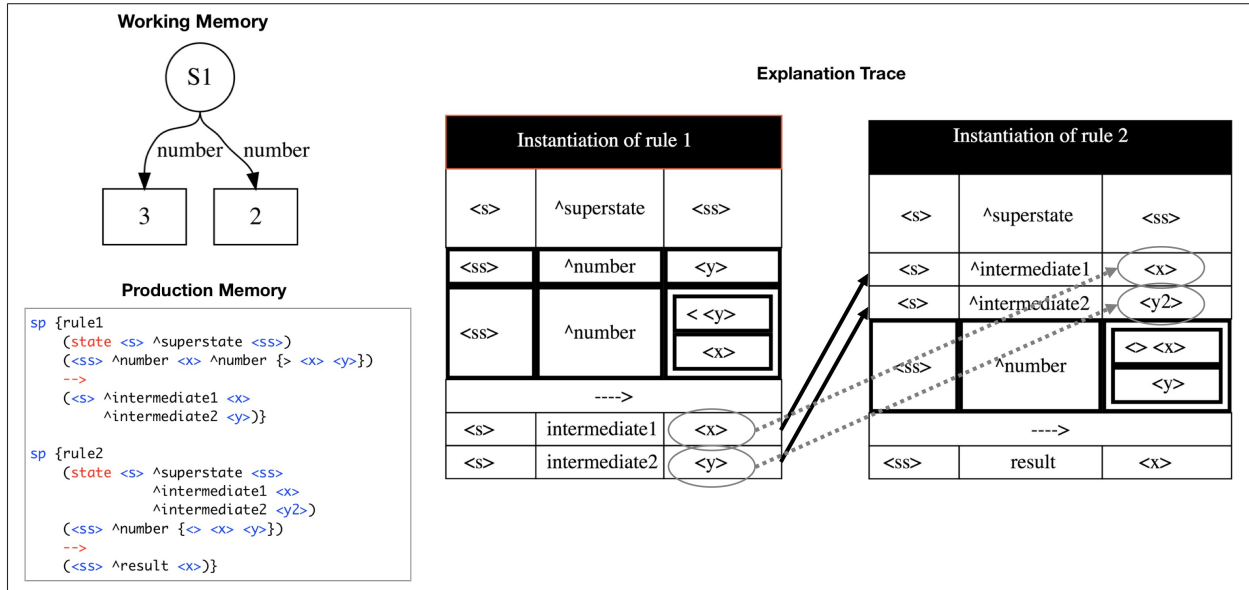 Working Memory
S1
number number
3 2
Production Memory
sp {rule1
(state <s> ^superstate <ss>)
(<ss> ^number <x> ^number {> <x> <y>})
-->
(<s> ^intermediate1 <x>
^intermediate2 <y>)}
sp {rule2
(state <s> ^superstate <ss>
^intermediate1 <x>
^intermediate2 <y2>)
(<ss> ^number {<> <x> <y>})
-->
(<ss> ^result <x>)}
Explanation Trace
Instantiation of rule 1
<s> ^superstate <ss>
<ss> ^number <y>
<ss> ^number < <y>
<x>
---->
<s> intermediate1 <x>
<s> intermediate2 <y>
Instantiation of rule 2
<s> ^superstate <ss>
<s> ^intermediate1 <x>
<s> ^intermediate2 <y2>
<ss> ^number <> <x>
<y>
---->
<ss> result <x>